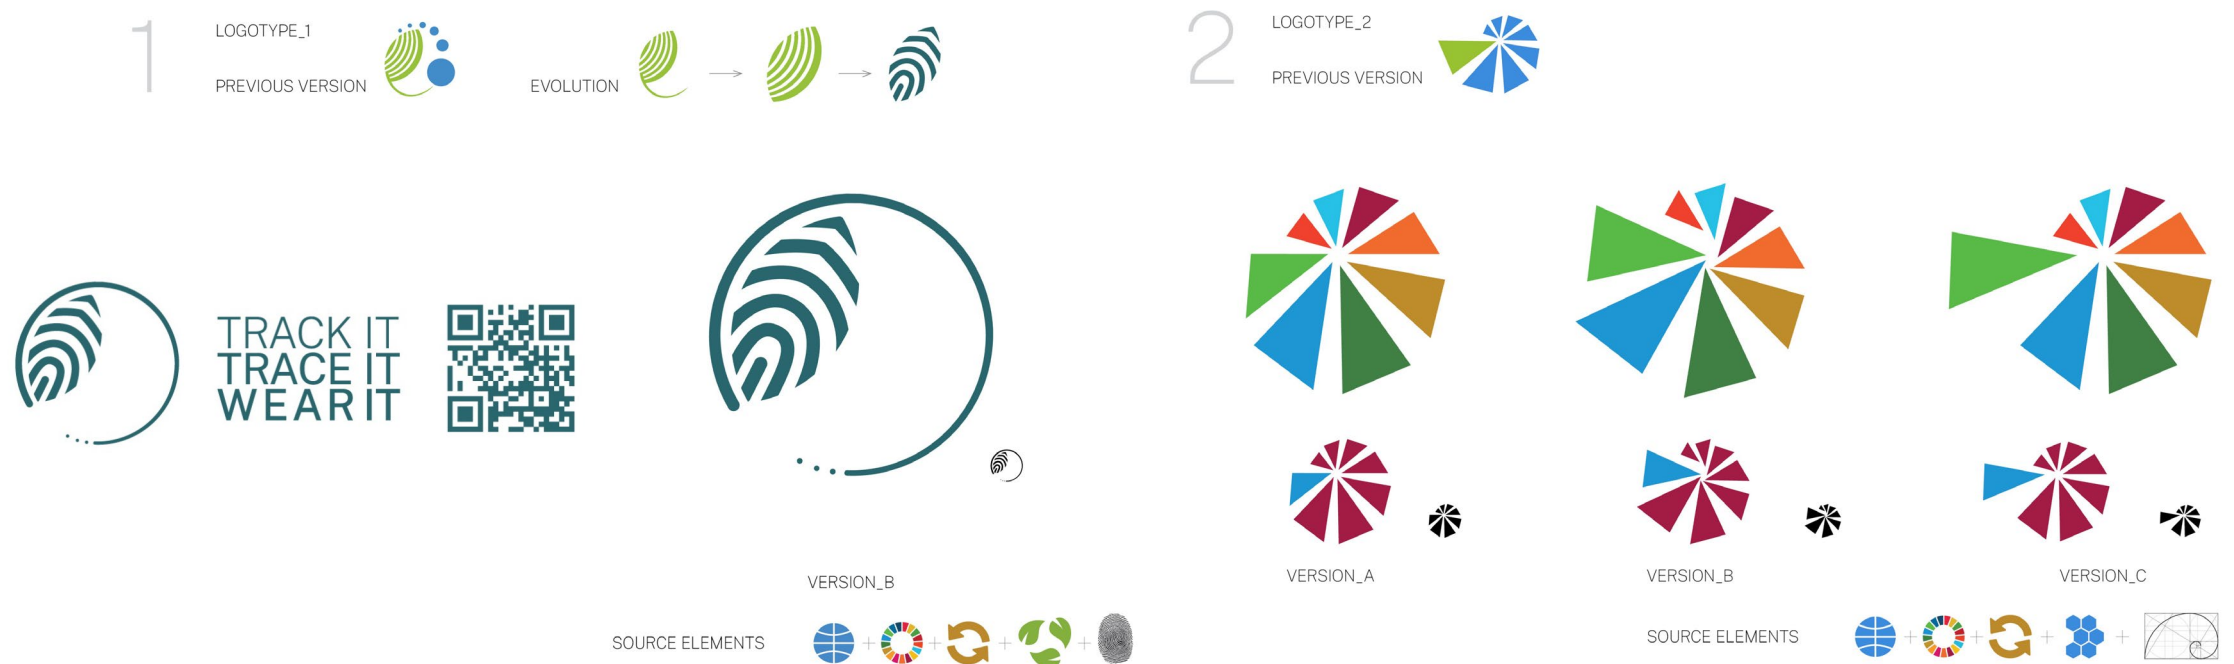 1
LOGOTYPE_1
PREVIOUS VERSION
EVOLUTION
TRACK IT
TRACE IT
WEAR IT
VERSION_B
SOURCE ELEMENTS
2
LOGOTYPE_2
PREVIOUS VERSION
VERSION_A
VERSION_B
VERSION_C
SOURCE ELEMENTS